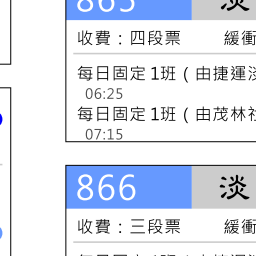 865 淡
收費：四段票 緩衝
每日固定1班（由捷運淡
06:25
每日固定1班（由茂林社
07:15
866 淡
收費：三段票 緩衝